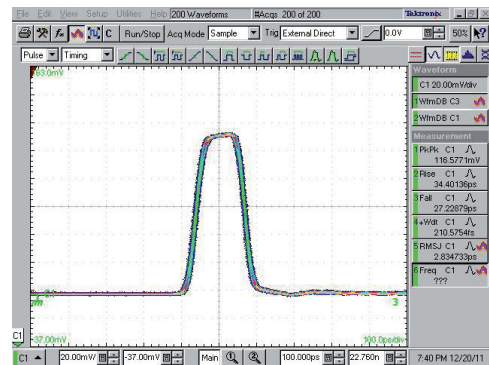 File Edit View Setup Utilities Help 200 Waveforms #Acqs 200 of 200 Tektronix
C Run/Stop Acq Mode Sample Trig External Direct 0.0V 50%
Pulse Timing
63.0mV
Waveform
C1 20.00mV/div
1 WfmDB C3
2 WfmDB C1
Measurement
1 PkPk C1
116.5771mV
2 Rise C1
34.40136ps
3 Fall C1
27.22879ps
4 +Wdt C1
210.5754fs
5 RMSJ C1
2.834733ps
6 Freq C1
???
3
C1
-37.00mV 100.0ps/div
C1 20.00mV/ -37.00mV Main 100.000ps 22.760n 7:40 PM 12/20/11